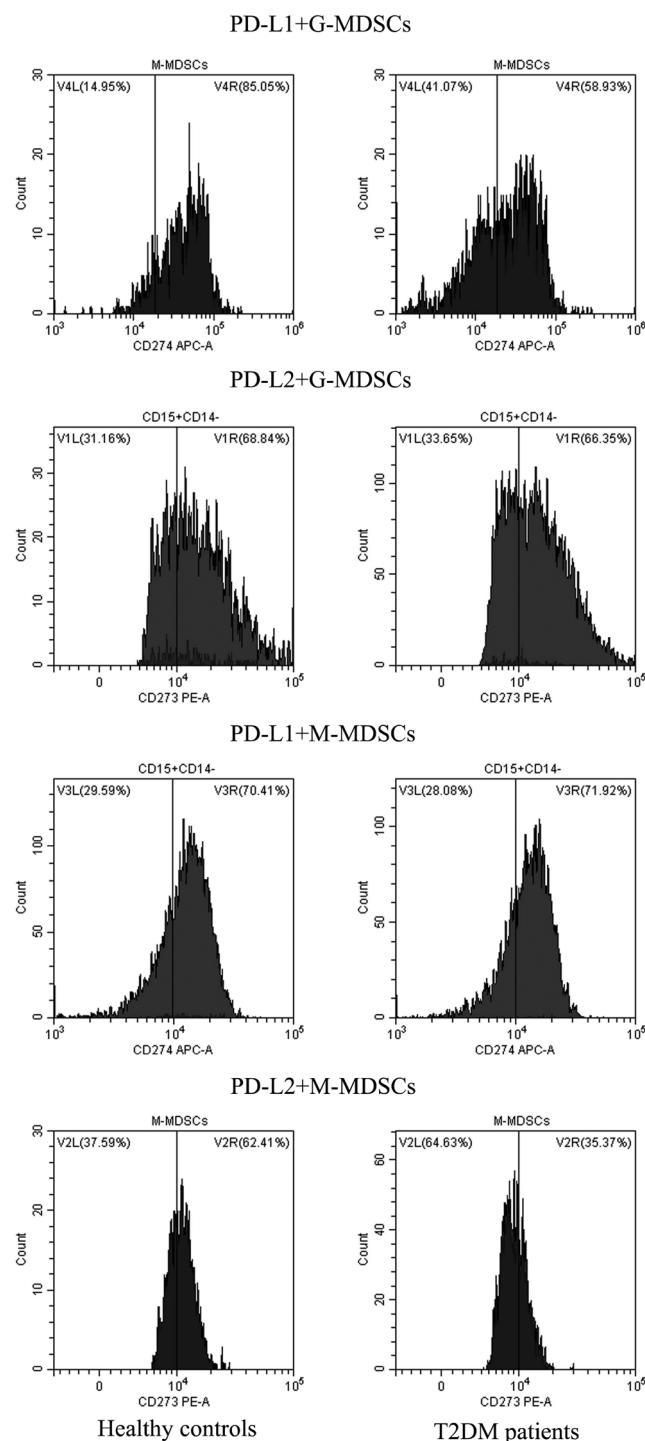 PD-L1+G-MDSCs
M-MDSCs
M-MDSCs
V4L(14.95%) V4R(85.05%)
V4L(41.07%) V4R(58.93%)
Count
30
20
10
0
10³ 10⁴ 10⁵ 10⁶
CD274 APC-A
Count
30
20
10
0
10³ 10⁴ 10⁵ 10⁶
CD274 APC-A
PD-L2+G-MDSCs
CD15+CD14-
CD15+CD14-
V1L(31.16%) V1R(68.84%)
V1L(33.65%) V1R(66.35%)
Count
30
20
10
0
0 10⁴ 10⁵
CD273 PE-A
Count
100
50
0
0 10⁴ 10⁵
CD273 PE-A
PD-L1+M-MDSCs
CD15+CD14-
CD15+CD14-
V3L(29.59%) V3R(70.41%)
V3L(28.08%) V3R(71.92%)
Count
100
50
0
10³ 10⁴ 10⁵
CD274 APC-A
Count
100
50
0
10³ 10⁴ 10⁵
CD274 APC-A
PD-L2+M-MDSCs
M-MDSCs
M-MDSCs
V2L(37.59%) V2R(62.41%)
V2L(64.63%) V2R(35.37%)
Count
30
20
10
0
0 10⁴ 10⁵
CD273 PE-A
Count
60
40
20
0
0 10⁴ 10⁵
CD273 PE-A
Healthy controls
T2DM patients